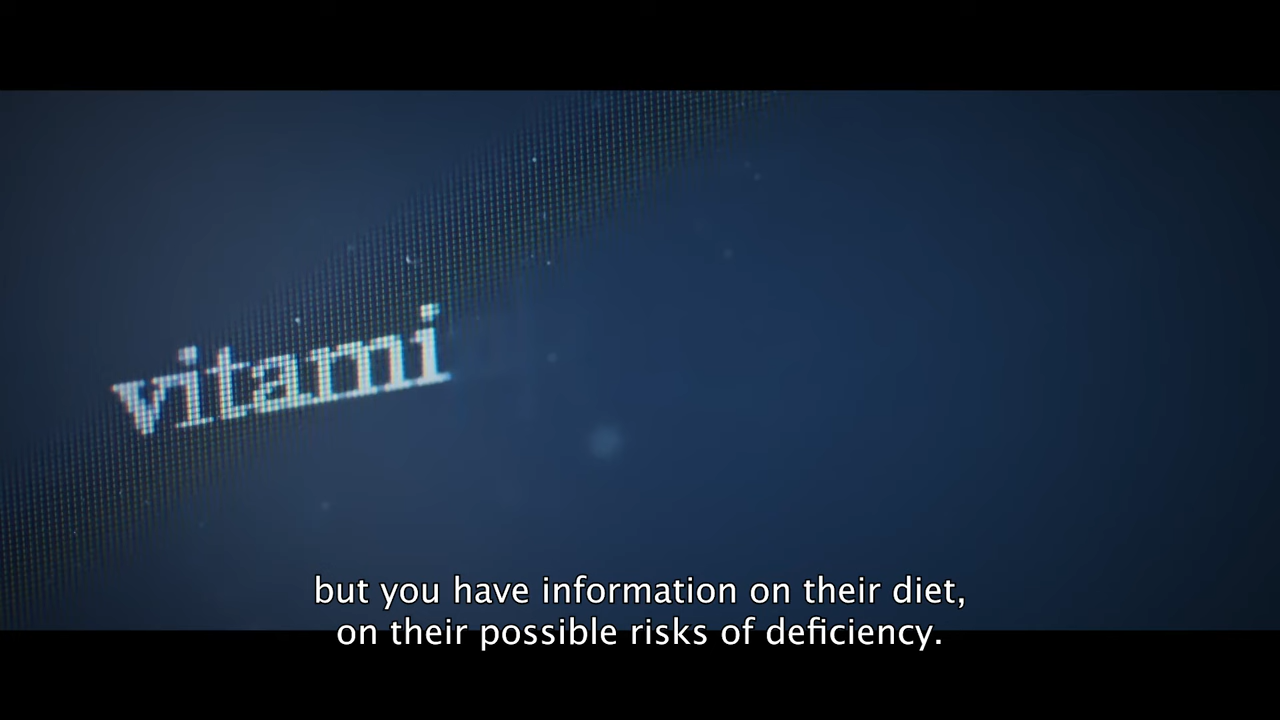 vitami
but you have information on their diet,
on their possible risks of deficiency.